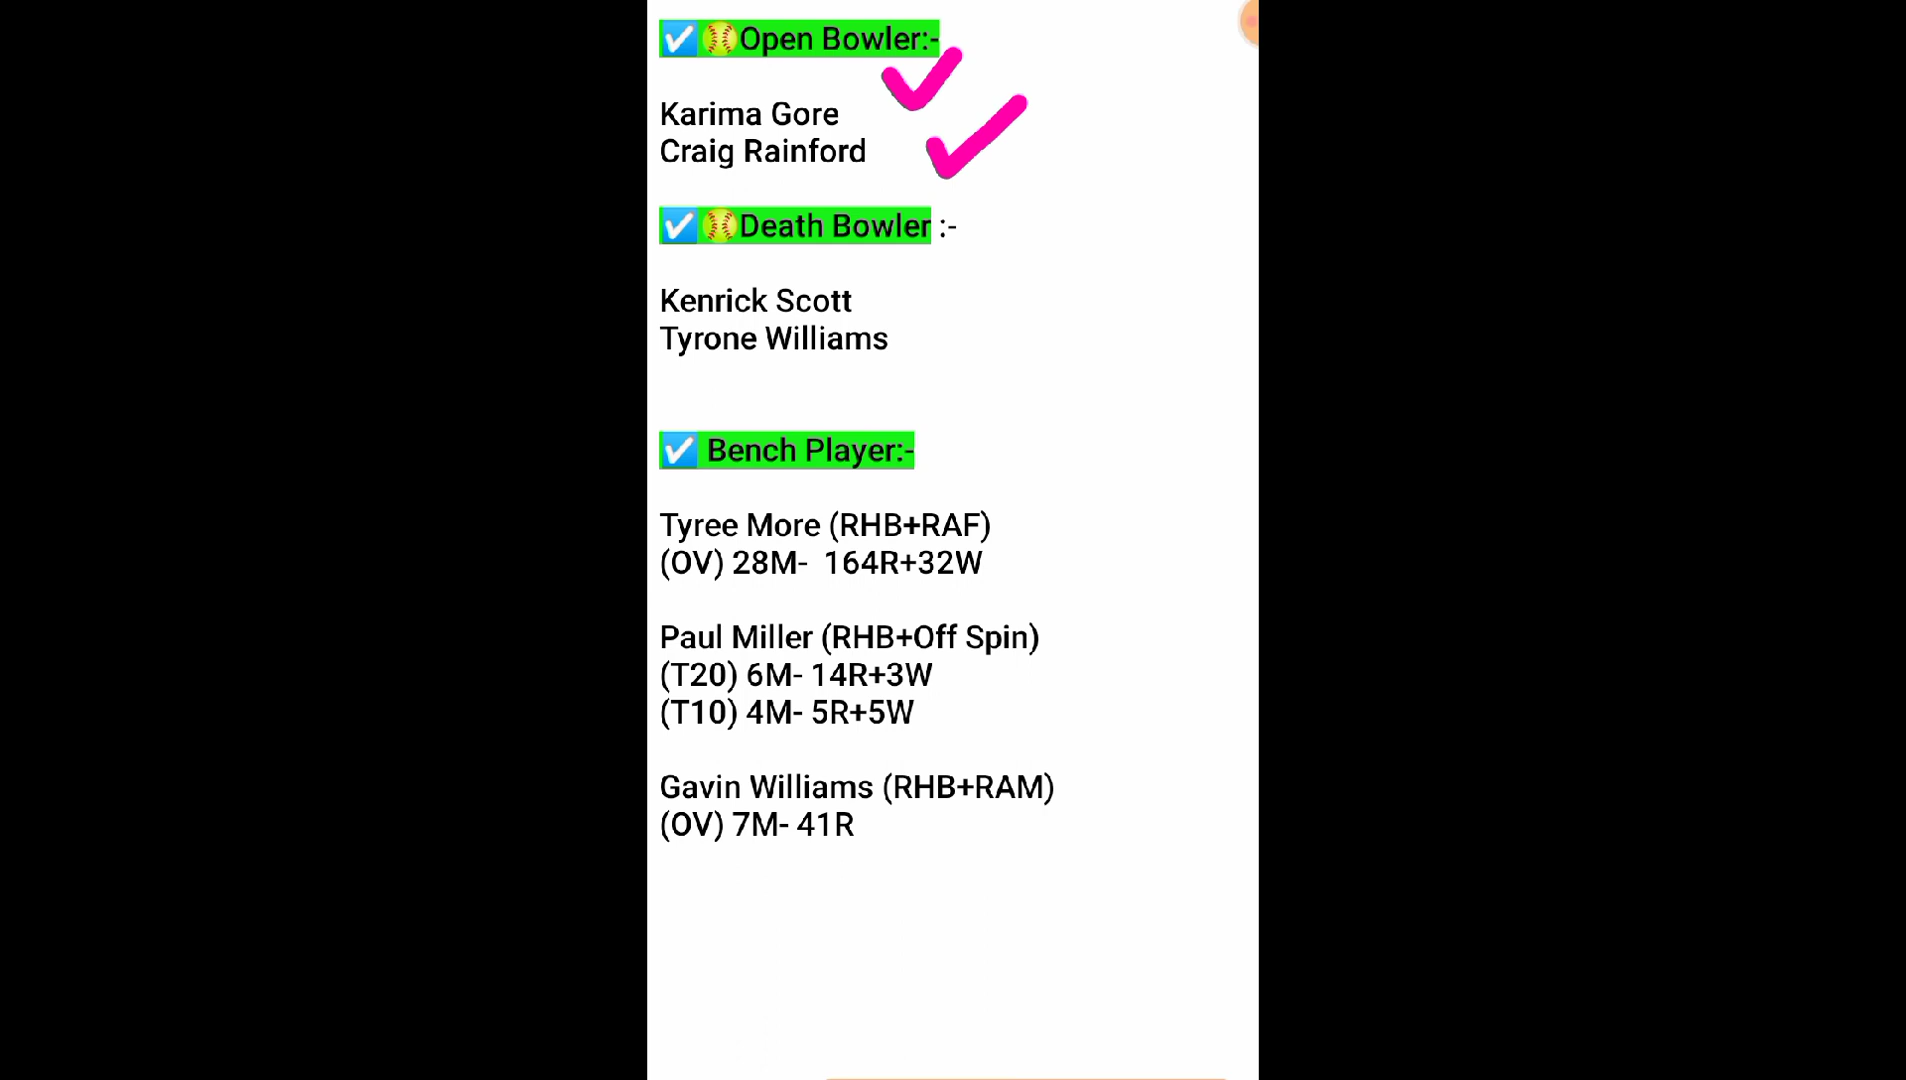 ✅🥎Open Bowler:-
Karima Gore
Craig Rainford
✅🥎Death Bowler :-
Kenrick Scott
Tyrone Williams
✅ Bench Player:-
Tyree More (RHB+RAF)
(OV) 28M- 164R+32W
Paul Miller (RHB+Off Spin)
(T20) 6M- 14R+3W
(T10) 4M- 5R+5W
Gavin Williams (RHB+RAM)
(OV) 7M- 41R